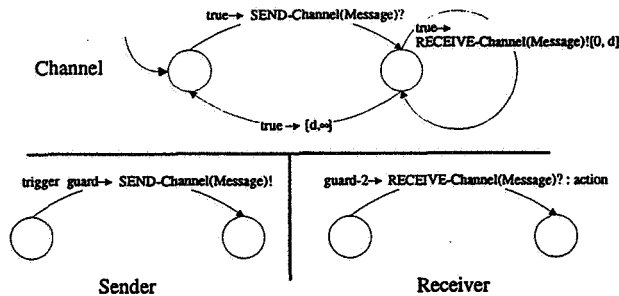 true→ SEND-Channel(Message)?
true→
RECEIVE-Channel(Message)![0, d]
Channel
true→ {d,∞}
trigger guard→ SEND-Channel(Message)!
guard-2→ RECEIVE-Channel(Message)? : action
Sender
Receiver